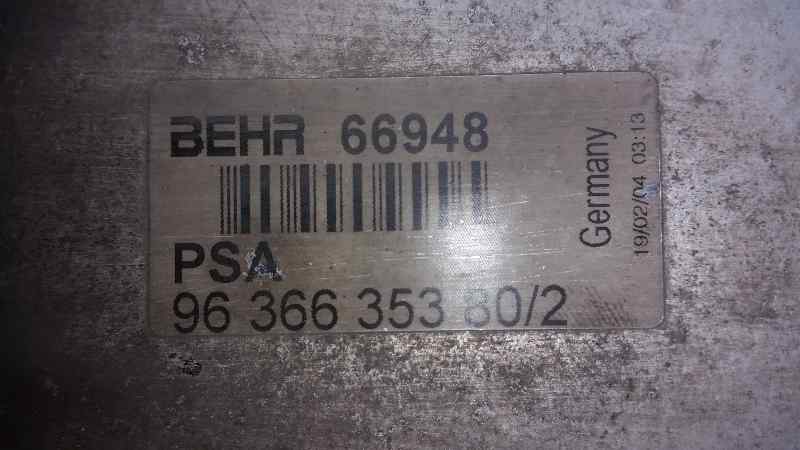 BEHR 66948
PSA
96 366 353 80/2
Germany
19/02/04 03:13